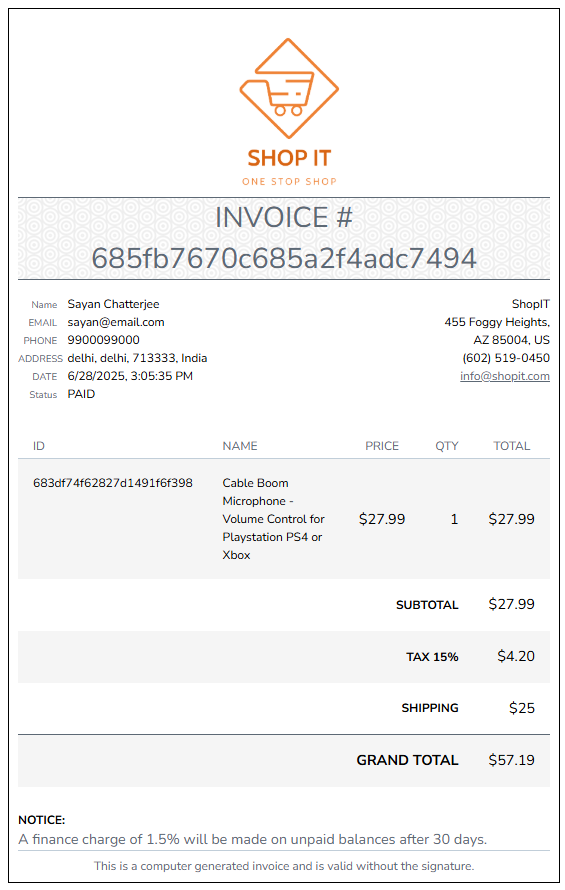 SHOP IT
ONE STOP SHOP
INVOICE #
685fb7670c685a2f4adc7494
Name Sayan Chatterjee
EMAIL sayan@email.com
PHONE 9900099000
ADDRESS delhi, delhi, 713333, India
DATE 6/28/2025, 3:05:35 PM
Status PAID
ShopIT
455 Foggy Heights,
AZ 85004, US
(602) 519-0450
info@shopit.com
ID NAME PRICE QTY TOTAL
683df74f62827d1491f6f398
Cable Boom
Microphone -
Volume Control for
Playstation PS4 or
Xbox
$27.99 1 $27.99
SUBTOTAL $27.99
TAX 15% $4.20
SHIPPING $25
GRAND TOTAL $57.19
NOTICE:
A finance charge of 1.5% will be made on unpaid balances after 30 days.
This is a computer generated invoice and is valid without the signature.